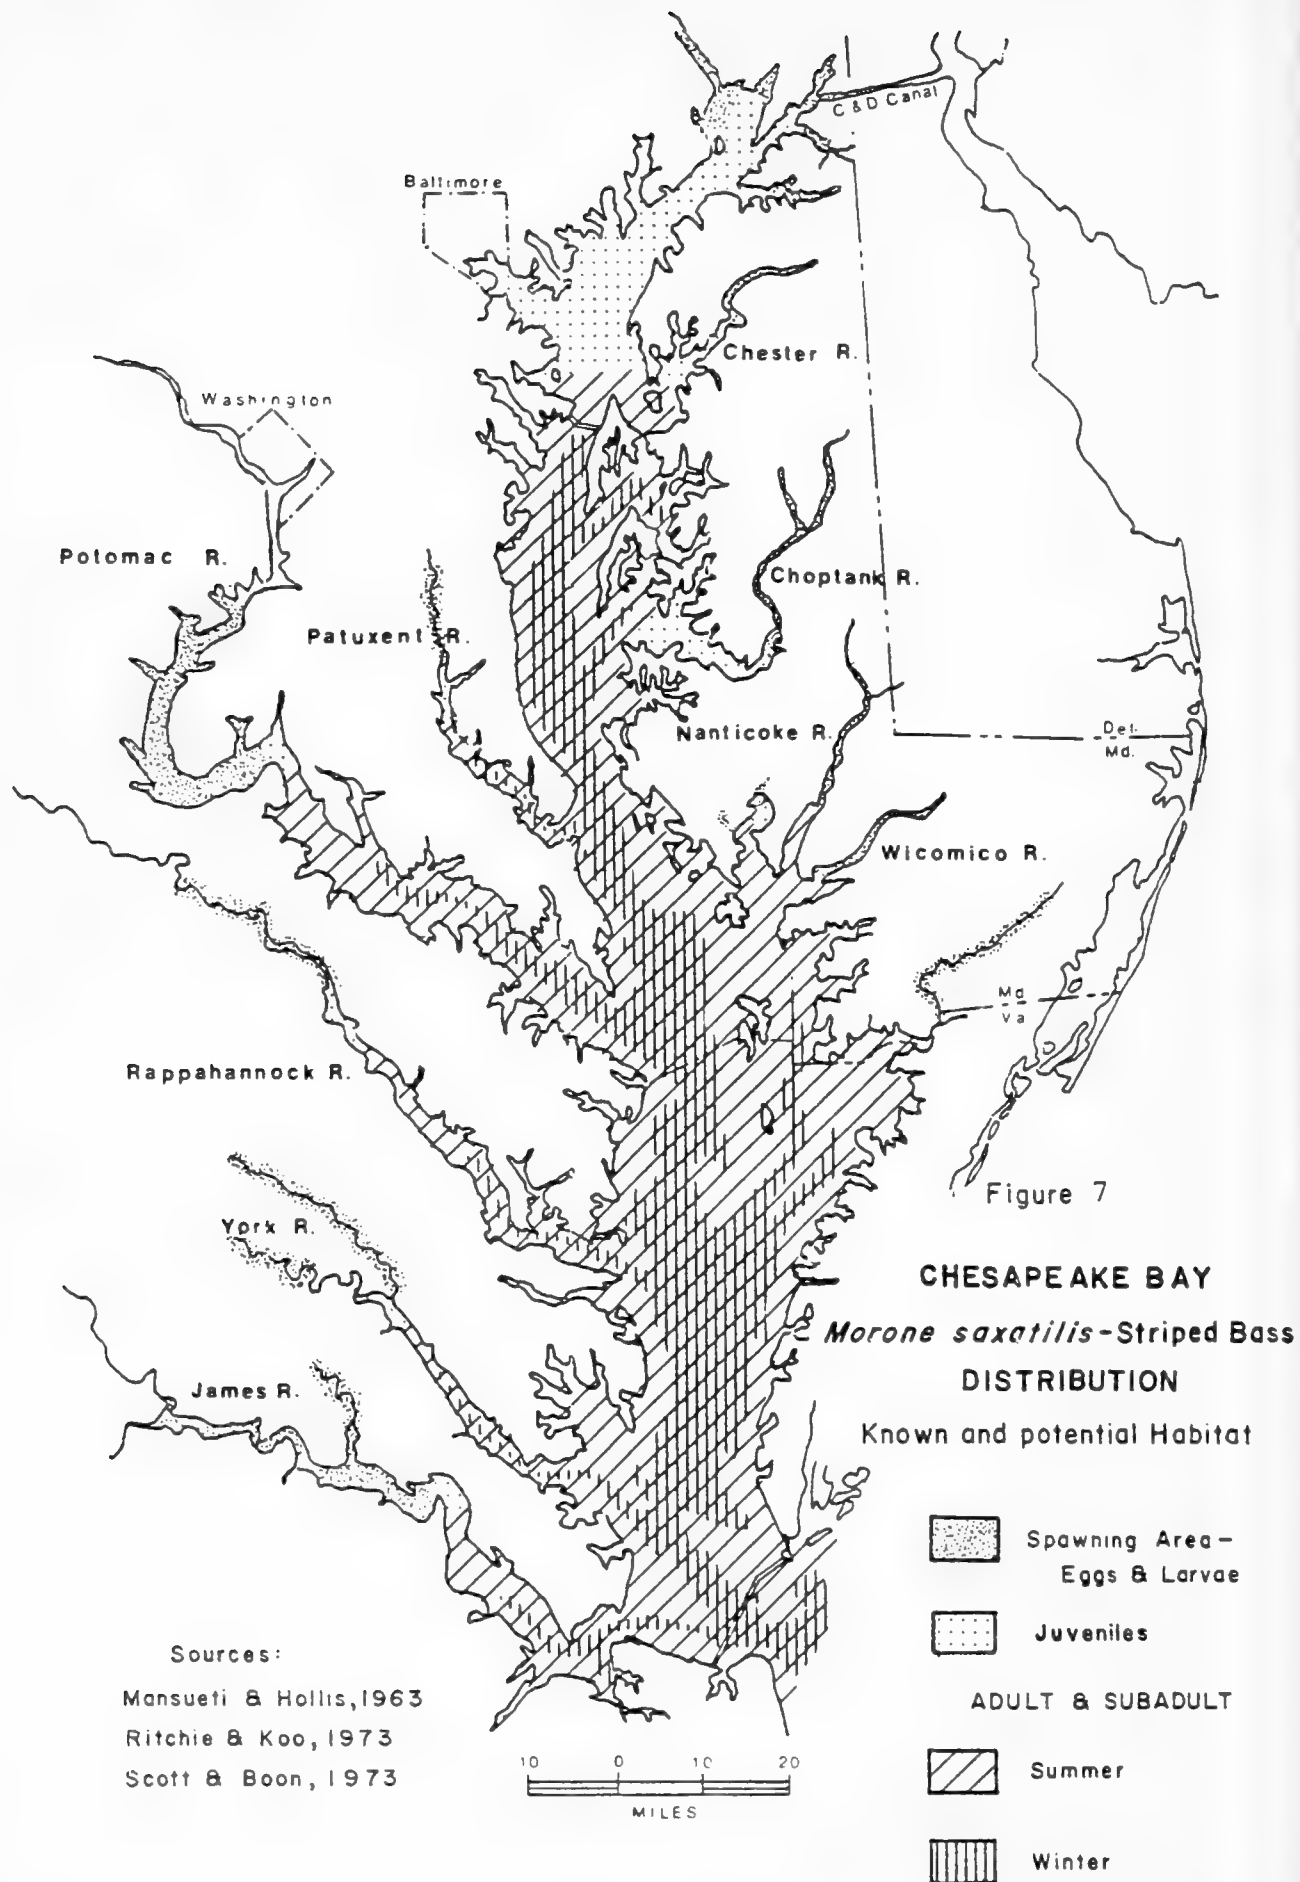 C & D Canal
Baltimore
Chester R.
Washington
Potomac R.
Choptank R.
Patuxent R.
Nanticoke R.
Del.
Md.
Wicomico R.
Md
Va
Rappahannock R.
Figure 7
York R.
CHESAPEAKE BAY
Morone saxatilis-Striped Bass
DISTRIBUTION
James R.
Known and potential Habitat
Spawning Area-
Eggs & Larvae
Juveniles
Sources:
Mansueti & Hollis, 1963
ADULT & SUBADULT
Ritchie & Koo, 1973
Summer
Scott & Boon, 1973
10 0 10 20
MILES
Winter